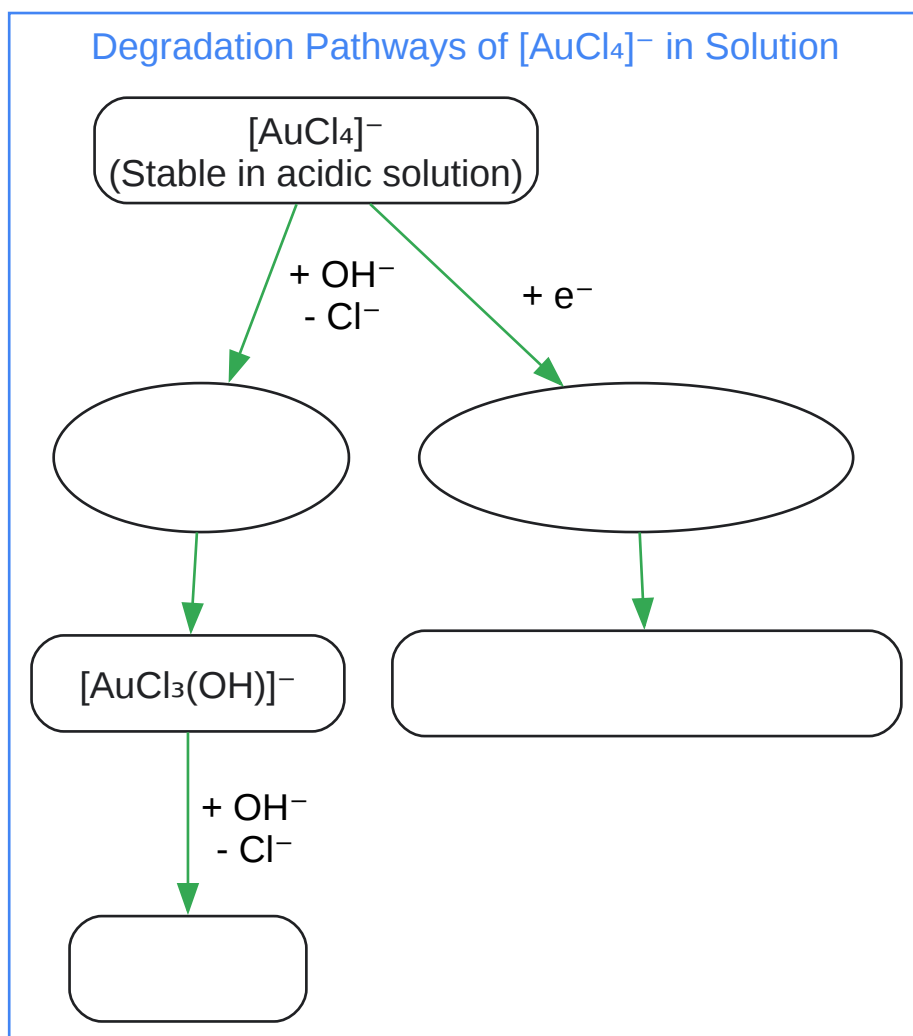 Degradation Pathways of [AuCl₄]⁻ in Solution
[AuCl₄]⁻
(Stable in acidic solution)
+ OH⁻
- Cl⁻
+ e⁻
[AuCl₃(OH)]⁻
+ OH⁻
- Cl⁻